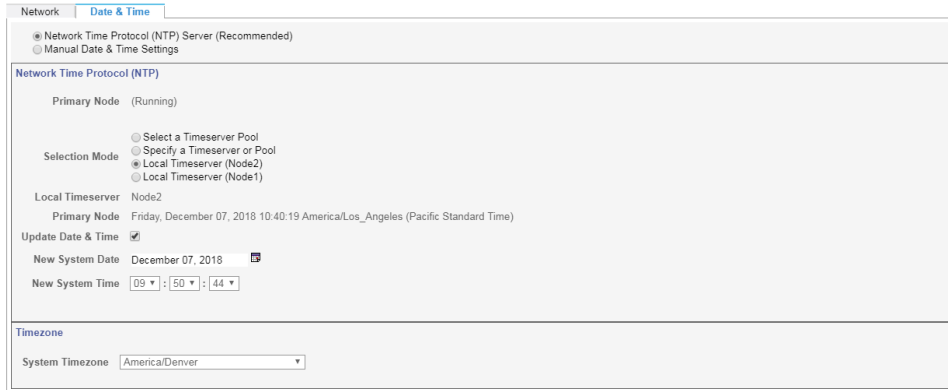 Network Date & Time
Network Time Protocol (NTP) Server (Recommended)
Manual Date & Time Settings
Network Time Protocol (NTP)
Primary Node (Running)
Select a Timeserver Pool
Specify a Timeserver or Pool
Selection Mode
Local Timeserver (Node2)
Local Timeserver (Node1)
Local Timeserver Node2
Primary Node Friday, December 07, 2018 10:40:19 America/Los_Angeles (Pacific Standard Time)
Update Date & Time
New System Date December 07, 2018
New System Time 09 : 50 : 44
Timezone
System Timezone America/Denver